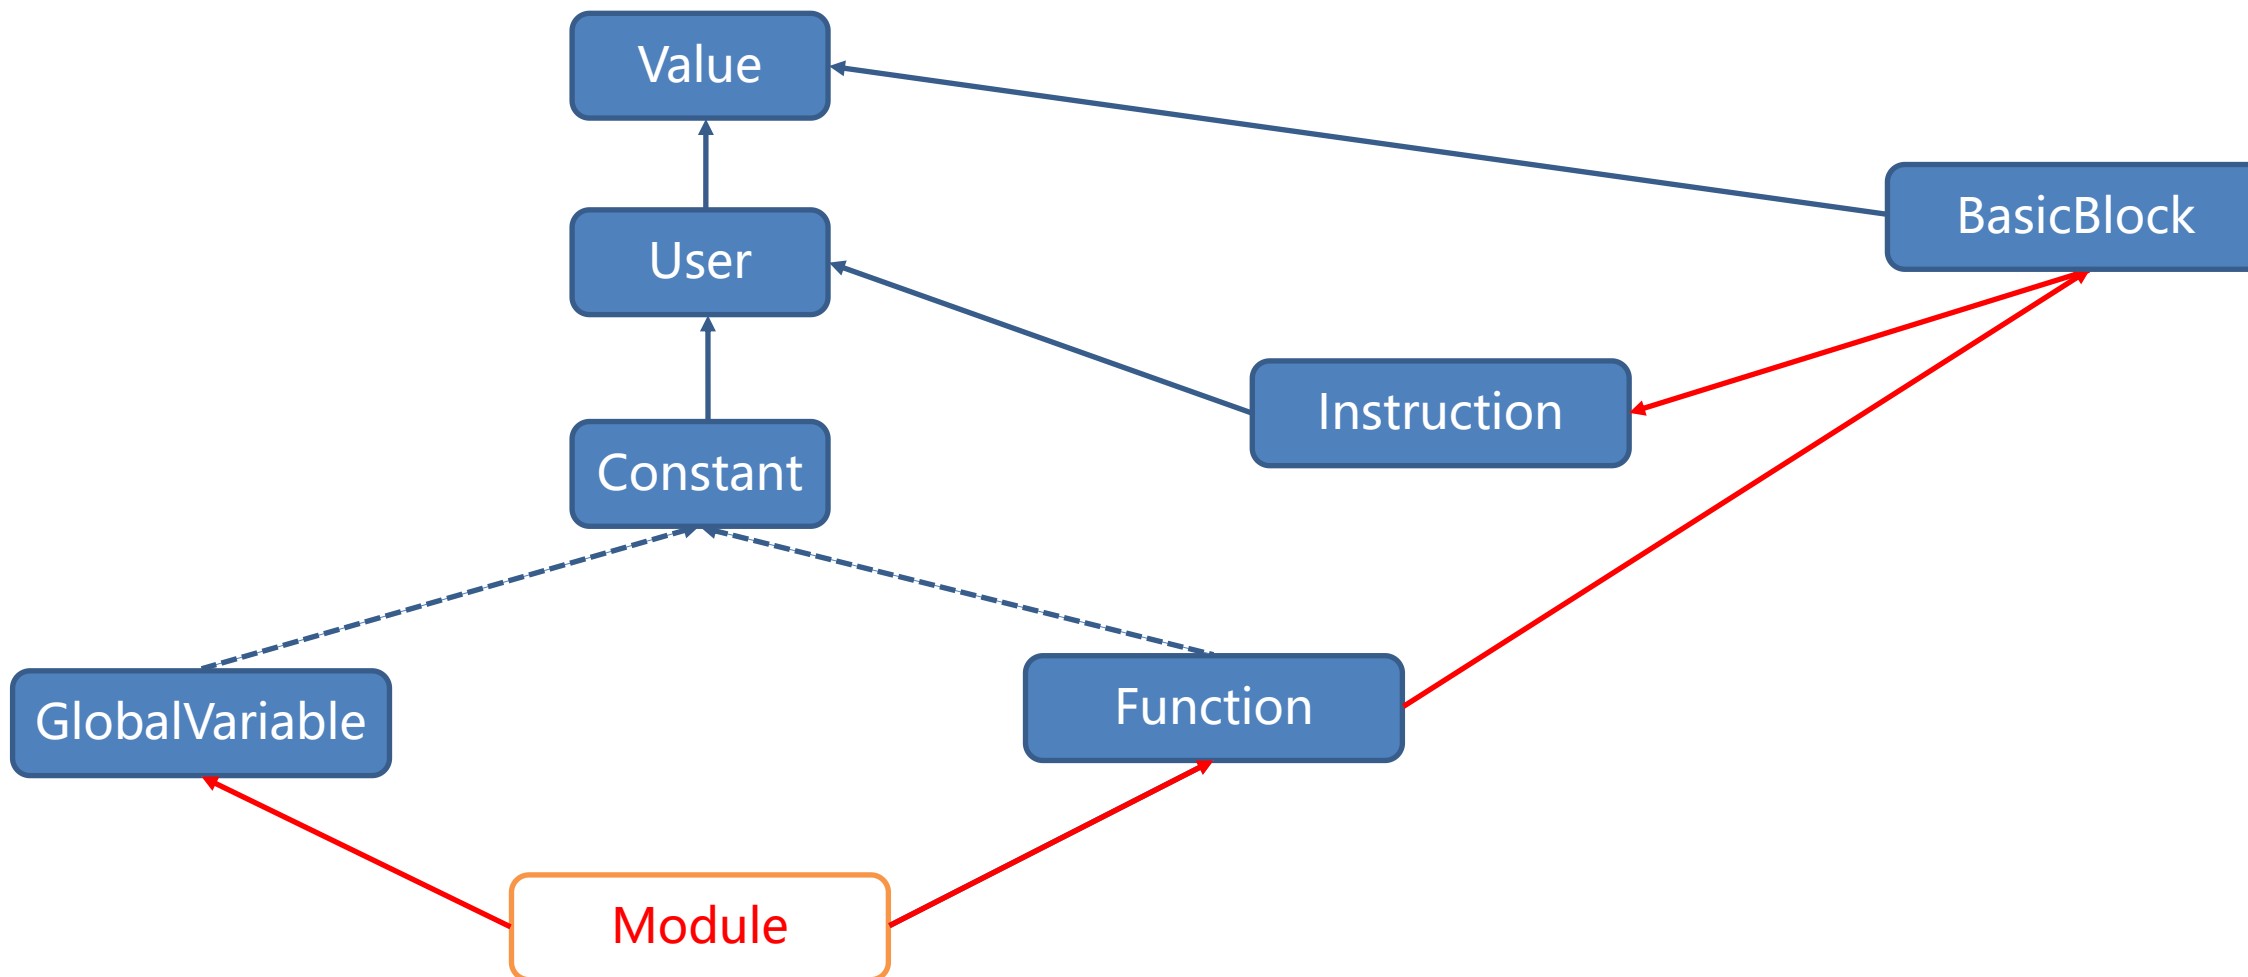 Value
BasicBlock
User
Instruction
Constant
GlobalVariable
Function
Module